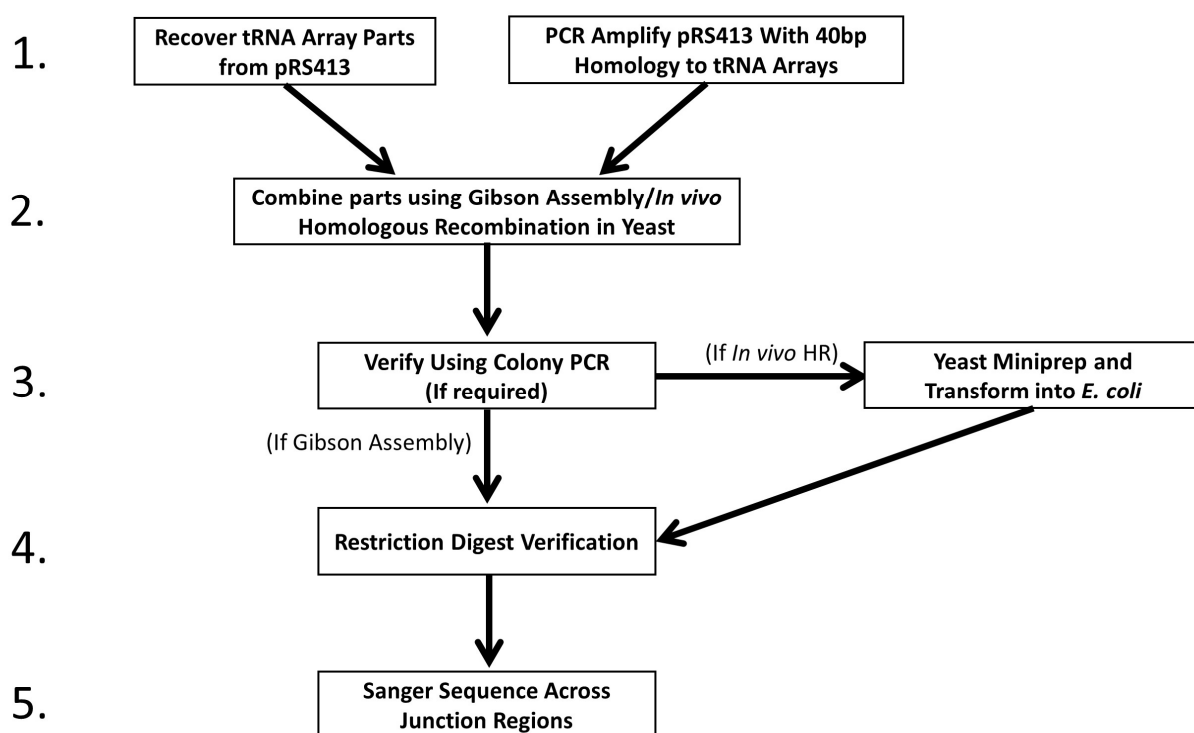 1.
Recover tRNA Array Parts
from pRS413
PCR Amplify pRS413 With 40bp
Homology to tRNA Arrays
2.
Combine parts using Gibson Assembly/In vivo
Homologous Recombination in Yeast
3.
Verify Using Colony PCR
(If required)
(If In vivo HR)
Yeast Miniprep and
Transform into E. coli
(If Gibson Assembly)
4.
Restriction Digest Verification
5.
Sanger Sequence Across
Junction Regions